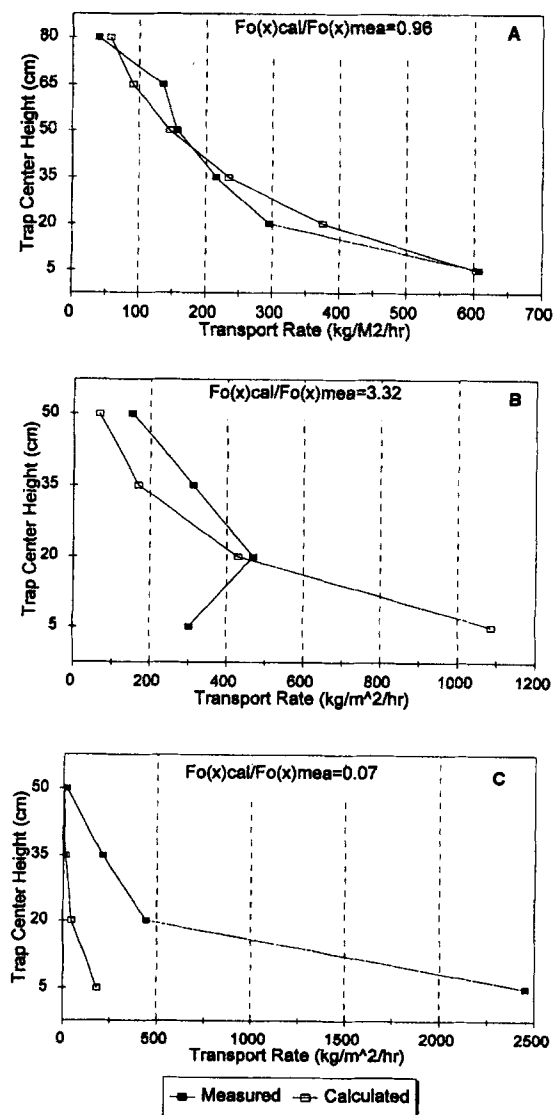 Fo(x)cal/Fo(x)mea=0.96
A
Trap Center Height (cm)
80
65
50
35
20
5
0 100 200 300 400 500 600 700
Transport Rate (kg/M2/hr)
Fo(x)cal/Fo(x)mea=3.32
B
Trap Center Height (cm)
50
35
20
5
0 200 400 600 800 1000 1200
Transport Rate (kg/m^2/hr)
Fo(x)cal/Fo(x)mea=0.07
C
Trap Center Height (cm)
50
35
20
5
0 500 1000 1500 2000 2500
Transport Rate (kg/m^2/hr)
Measured Calculated